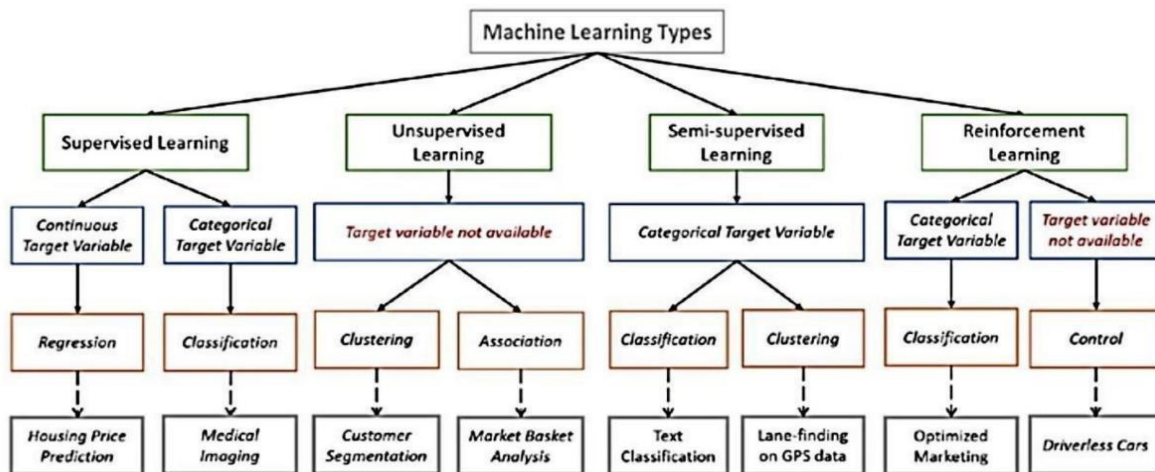 Machine Learning Types
Supervised Learning
Unsupervised
Learning
Semi-supervised
Learning
Reinforcement
Learning
Continuous
Target Variable
Categorical
Target Variable
Target variable not available
Categorical Target Variable
Categorical
Target Variable
Target variable
not available
Regression
Classification
Clustering
Association
Classification
Clustering
Classification
Control
Housing Price
Prediction
Medical
Imaging
Customer
Segmentation
Market Basket
Analysis
Text
Classification
Lane-finding
on GPS data
Optimized
Marketing
Driverless Cars